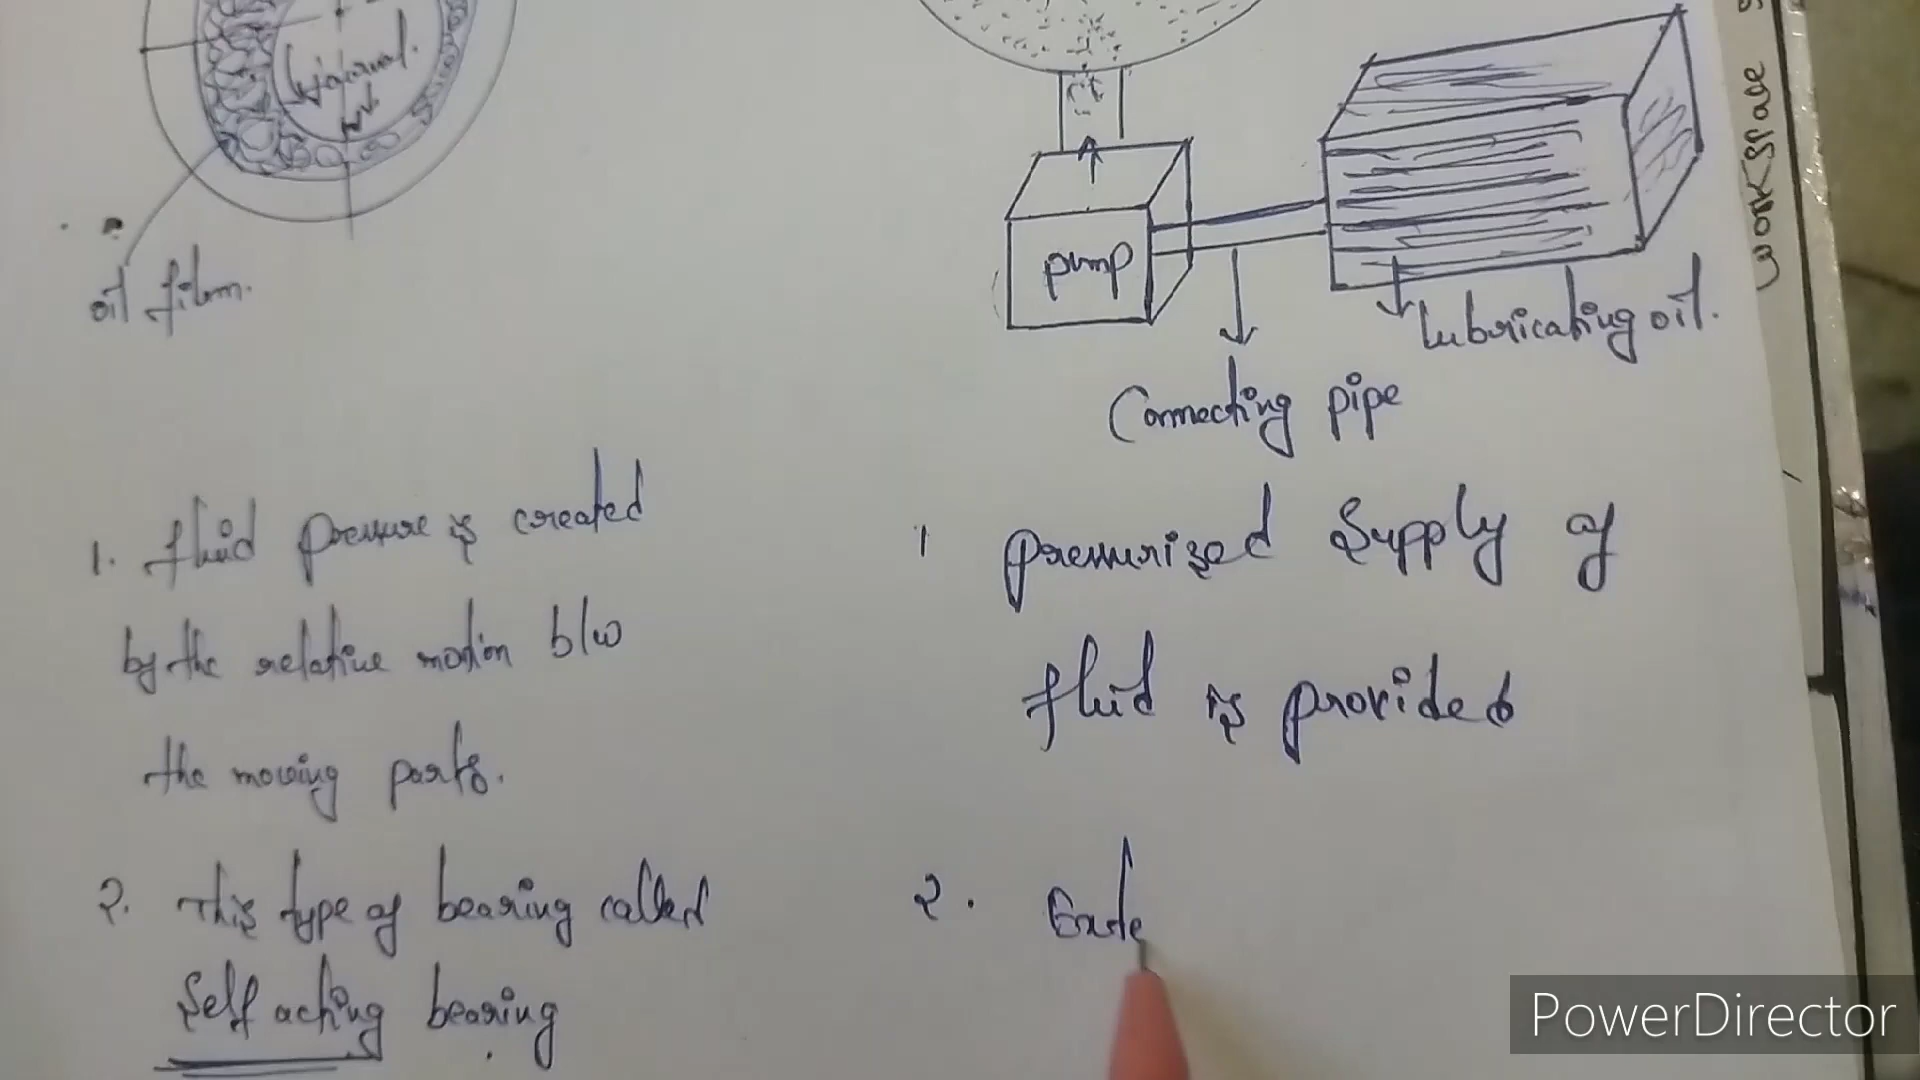 Journal.
oil film.
pump
lubricating oil.
Connecting pipe
1. fluid pressure is created
by the relative motion b/w
the moving parts.
2. This type of bearing called
Self acting bearing
1 pressurized Supply of
fluid is provided
2. Exte
workspace
PowerDirector